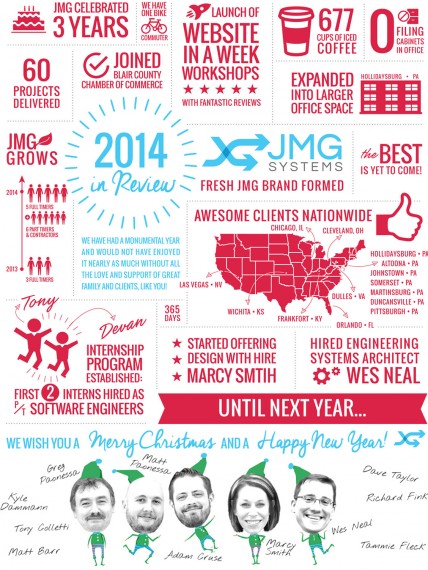 JMG CELEBRATED
3 YEARS
WE HAVE
ONE BIKE
COMMUTER
LAUNCH OF
WEBSITE
IN A WEEK
WORKSHOPS
WITH FANTASTIC REVIEWS
677
CUPS OF ICED
COFFEE
0
FILING
CABINETS
IN OFFICE
60
PROJECTS
DELIVERED
JOINED
BLAIR COUNTY
CHAMBER OF COMMERCE
EXPANDED
INTO LARGER
OFFICE SPACE
HOLLIDAYSBURG • PA
JMG
GROWS
2014
5 FULL TIMERS
6 PART TIMERS
& CONTRACTORS
2013
3 FULL TIMERS
2014
in Review
WE HAVE HAD A MONUMENTAL YEAR
AND WOULD NOT HAVE ENJOYED
IT NEARLY AS MUCH WITHOUT ALL
THE LOVE AND SUPPORT OF GREAT
FAMILY AND CLIENTS, LIKE YOU!
JMG
SYSTEMS
FRESH JMG BRAND FORMED
the BEST
IS YET TO COME!
AWESOME CLIENTS NATIONWIDE
CHICAGO, IL
CLEVELAND, OH
HOLLIDAYSBURG • PA
ALTOONA • PA
JOHNSTOWN • PA
SOMERSET • PA
MARTINSBURG • PA
DUNCANSVILLE • PA
PITTSBURGH • PA
LAS VEGAS • NV
DULLES • VA
WICHITA • KS
FRANKFORT • KY
ORLANDO • FL
Tony
Devan
INTERNSHIP
PROGRAM
ESTABLISHED:
FIRST 2 INTERNS HIRED AS
P/T SOFTWARE ENGINEERS
365
DAYS
STARTED OFFERING
DESIGN WITH HIRE
MARCY SMTIH
HIRED ENGINEERING
SYSTEMS ARCHITECT
WES NEAL
UNTIL NEXT YEAR...
WE WISH YOU A Merry Christmas AND A Happy New Year!
Greg
Paonessa
Matt
Paonessa
Dave Taylor
Kyle
Dammann
Richard Fink
Tony Colletti
Wes Neal
Matt Barr
Adam Cruse
Marcy
Smith
Tammie Fleck